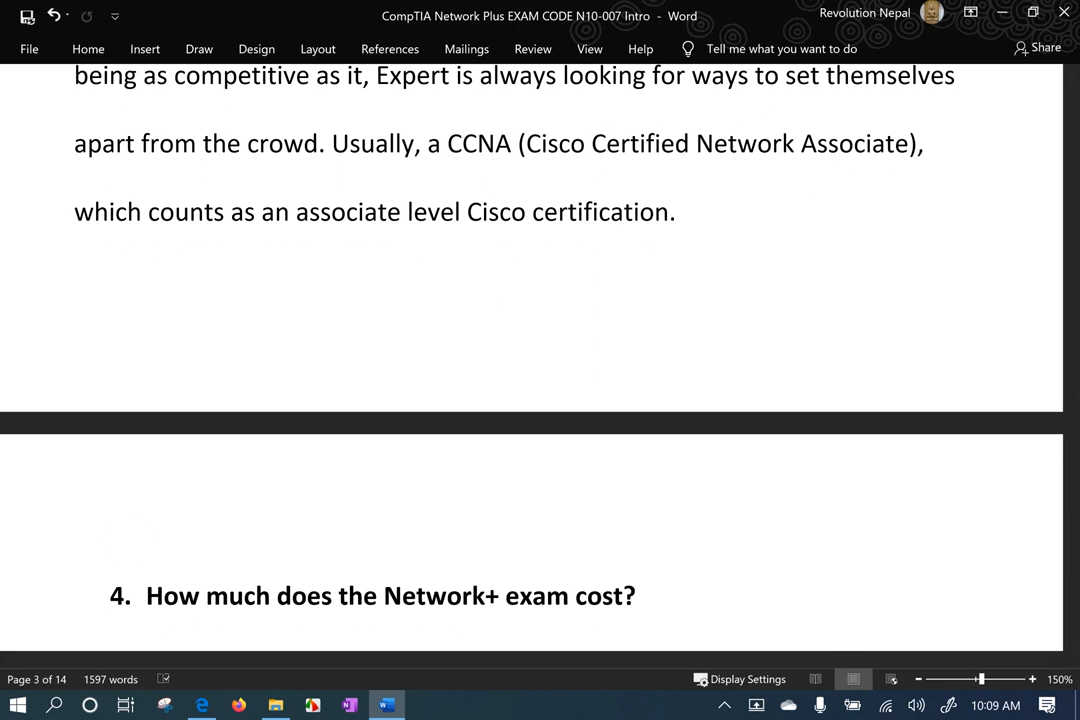 CompTIA Network Plus EXAM CODE N10-007 Intro - Word
Revolution Nepal
File Home Insert Draw Design Layout References Mailings Review View Help Tell me what you want to do Share
being as competitive as it, Expert is always looking for ways to set themselves
apart from the crowd. Usually, a CCNA (Cisco Certified Network Associate),
which counts as an associate level Cisco certification.
4. How much does the Network+ exam cost?
Page 3 of 14 1597 words Display Settings 150%
10:09 AM